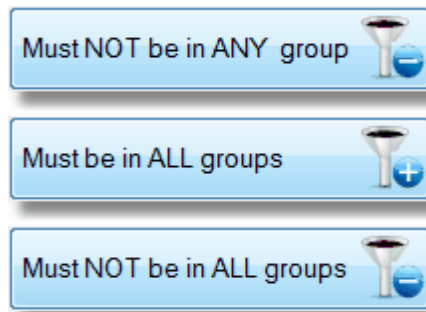 Must NOT be in ANY group
Must be in ALL groups
Must NOT be in ALL groups